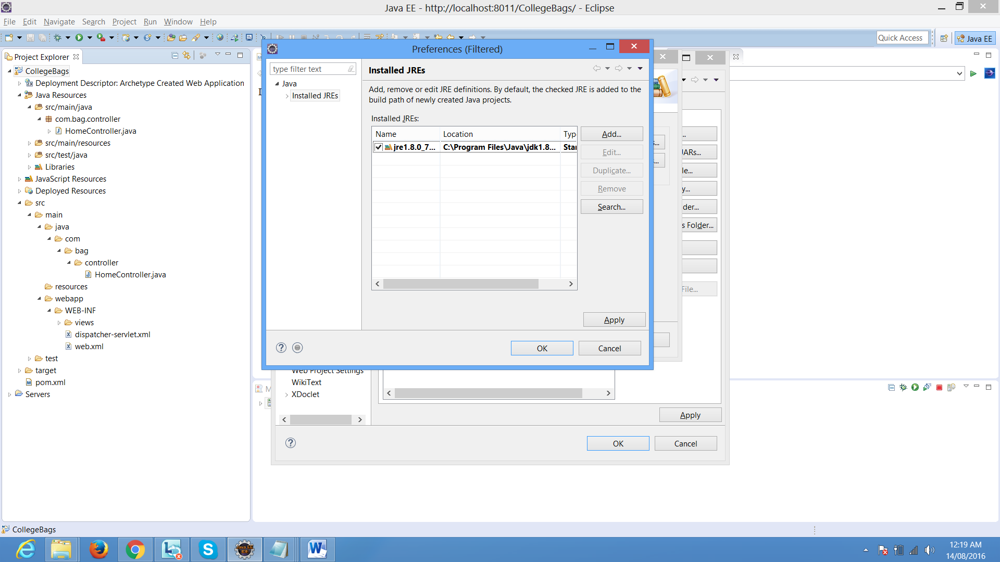 Java EE - http://localhost:8011/CollegeBags/ - Eclipse
File Edit Navigate Search Project Run Window Help
Quick Access
Java EE
Project Explorer
CollegeBags
Deployment Descriptor: Archetype Created Web Application
Java Resources
src/main/java
com.bag.controller
HomeController.java
src/main/resources
src/test/java
Libraries
JavaScript Resources
Deployed Resources
src
main
java
com
bag
controller
HomeController.java
resources
webapp
WEB-INF
views
dispatcher-servlet.xml
web.xml
test
target
pom.xml
Servers
Preferences (Filtered)
type filter text
Java
Installed JREs
Installed JREs
Add, remove or edit JRE definitions. By default, the checked JRE is added to the
build path of newly created Java projects.
Installed JREs:
Name Location Typ
jre1.8.0_7... C:\Program Files\Java\jdk1.8... Star
Add...
Edit...
Duplicate...
Remove
Search...
Apply
OK Cancel
JARs...
le...
y...
der...
s Folder...
File...
Web Project Settings
WikiText
XDoclet
Apply
OK Cancel
M
CollegeBags
Java EE
IDE
12:19 AM
14/08/2016